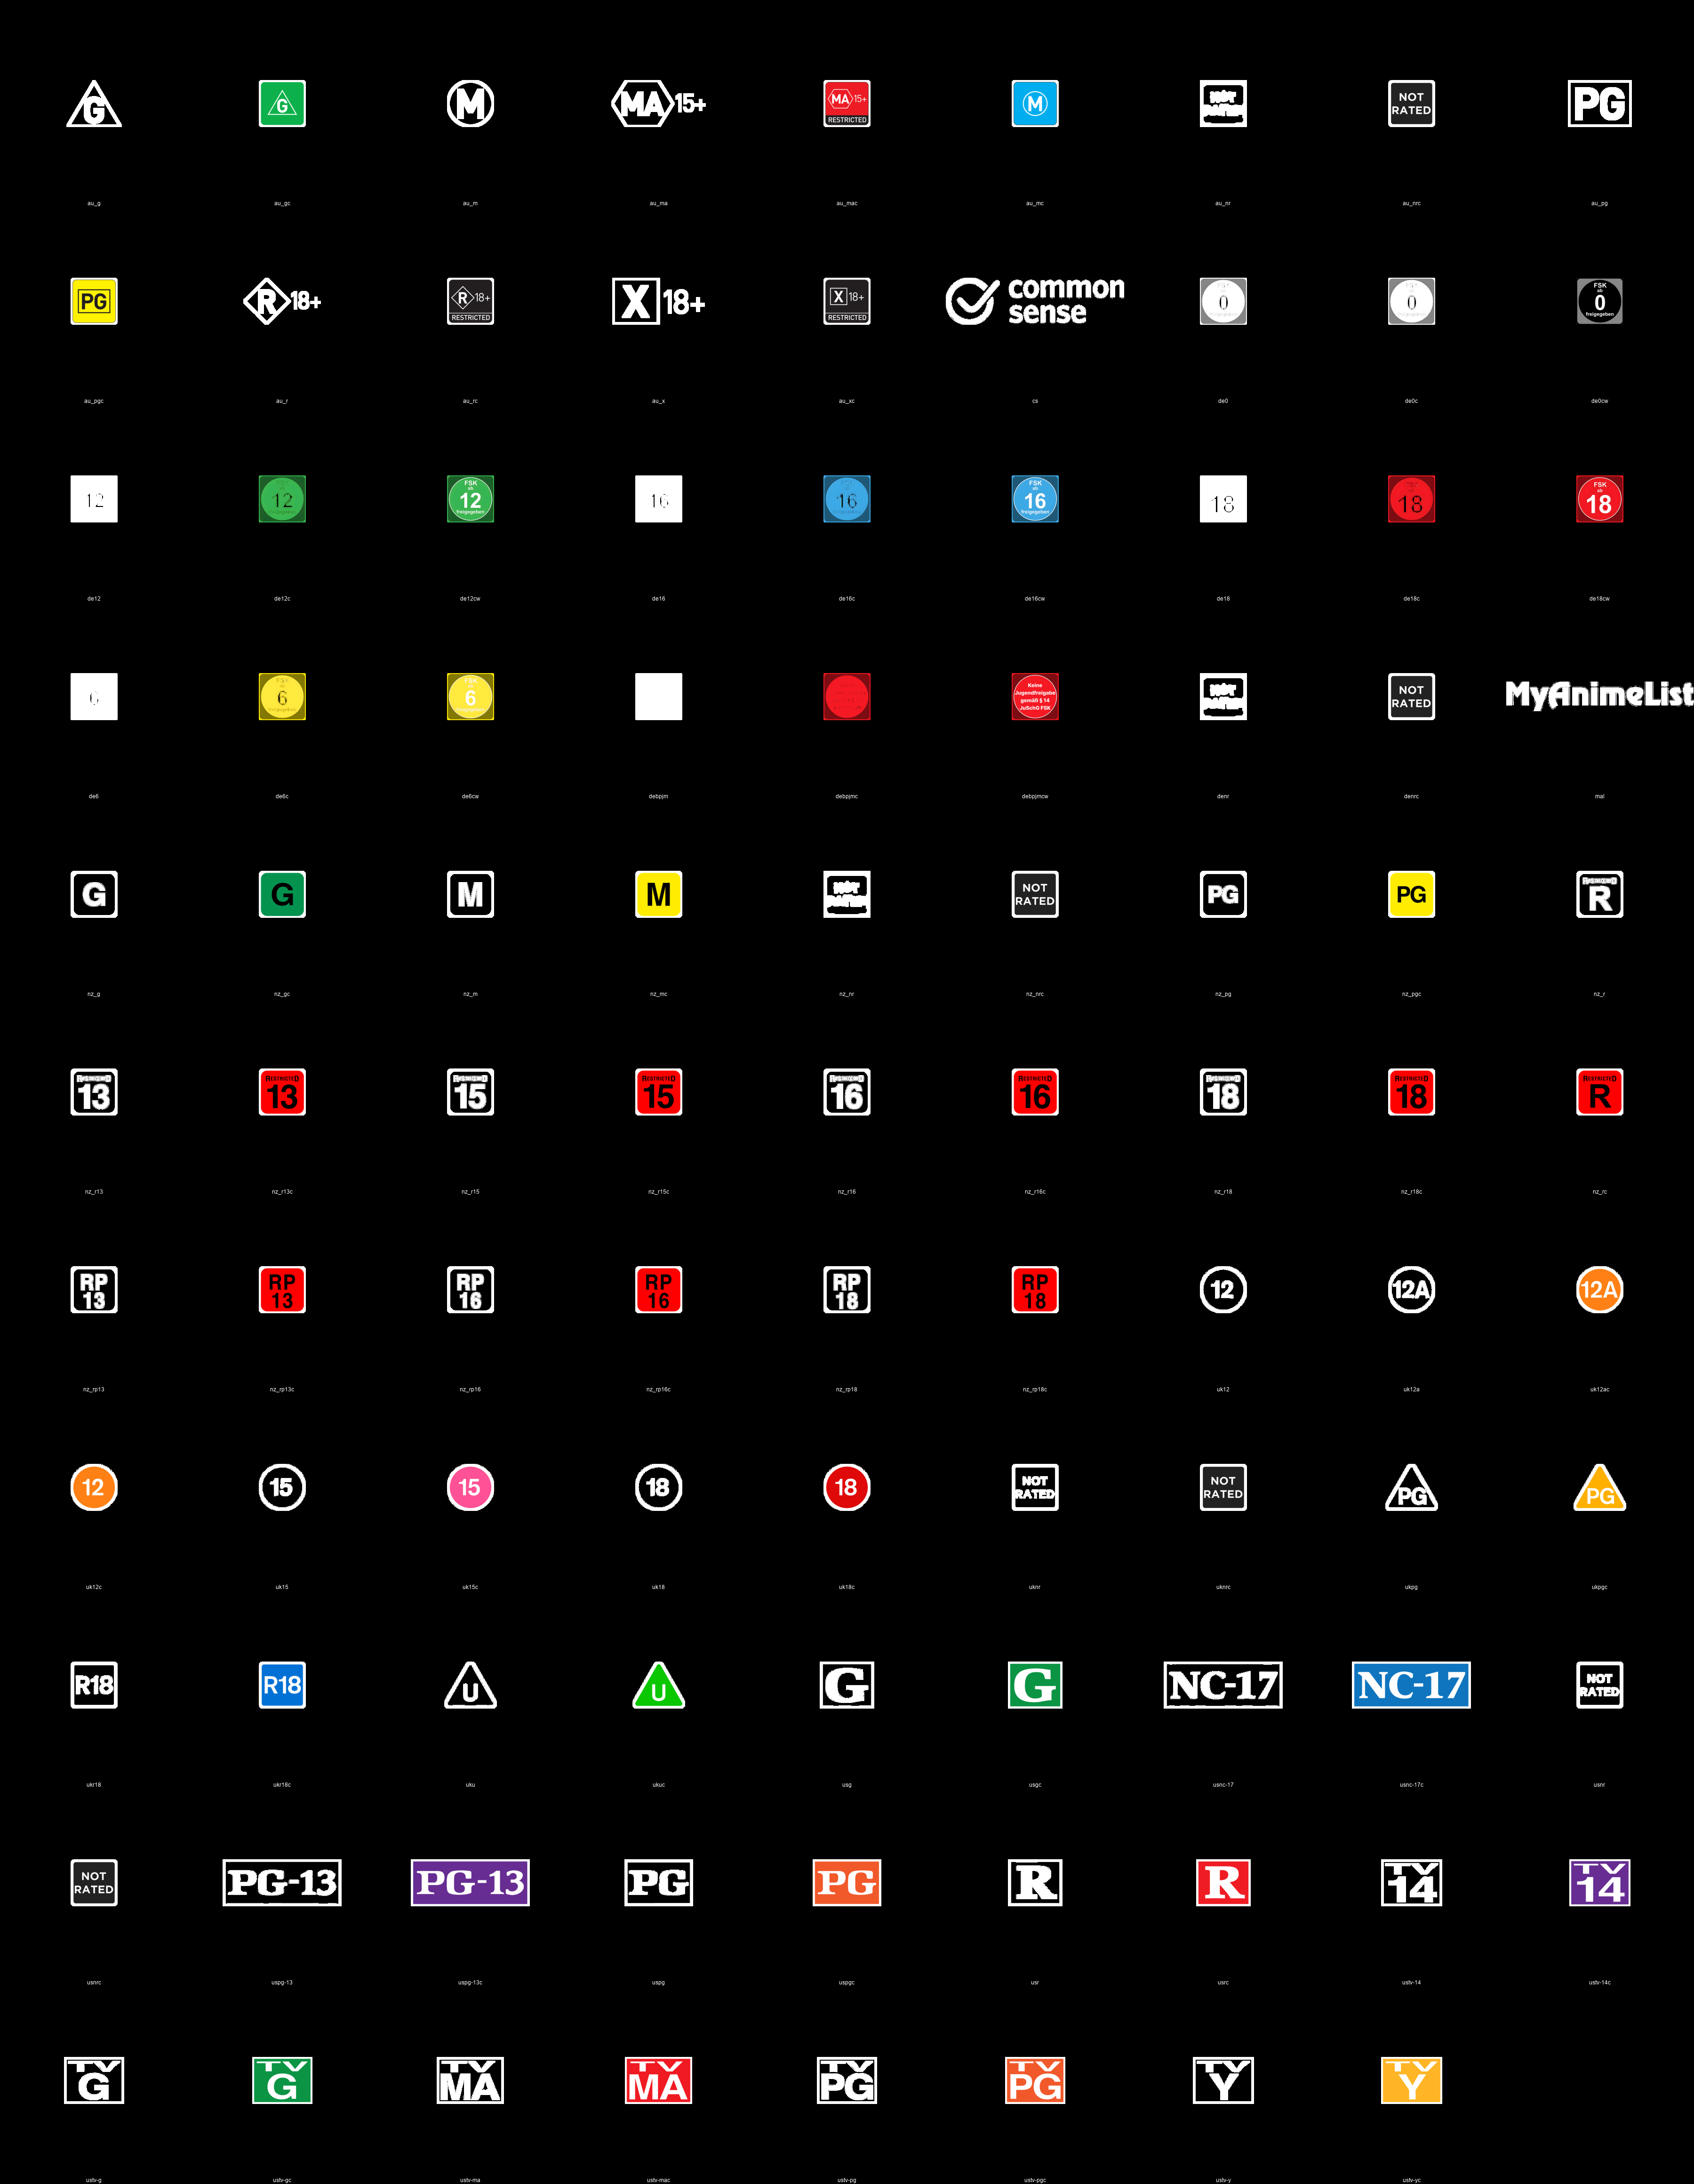 G G M MA 15+ MA 15+ RESTRICTED M NOT RATED PG
au_g au_gc au_m au_ma au_mac au_mc au_nr au_nrc au_pg
PG R 18+ R 18+ RESTRICTED X 18+ X 18+ RESTRICTED common sense 0 0 FSK ab 0 freigegeben
au_pgc au_r au_rc au_x au_xc cs de0 de0c de0cw
12 12 FSK ab 12 freigegeben 16 16 FSK ab 16 freigegeben 18 18 FSK ab 18
de12 de12c de12cw de16 de16c de16cw de18 de18c de18cw
6 6 FSK ab 6 freigegeben Keine Jugendfreigabe gemäß § 14 JuSchG FSK NOT RATED MyAnimeList
de6 de6c de6cw debpjm debpjmc debpjmcw denr denrc mal
G G M M NOT RATED PG PG R
nz_g nz_gc nz_m nz_mc nz_nr nz_nrc nz_pg nz_pgc nz_r
13 RESTRICTED 13 15 RESTRICTED 15 16 RESTRICTED 16 18 RESTRICTED 18 RESTRICTED R
nz_r13 nz_r13c nz_r15 nz_r15c nz_r16 nz_r16c nz_r18 nz_r18c nz_rc
RP 13 RP 13 RP 16 RP 16 RP 18 RP 18 12 12A 12A
nz_rp13 nz_rp13c nz_rp16 nz_rp16c nz_rp18 nz_rp18c uk12 uk12a uk12ac
12 15 15 18 18 NOT RATED NOT RATED PG PG
uk12c uk15 uk15c uk18 uk18c uknr uknrc ukpg ukpgc
R18 R18 U U G G NC-17 NC-17 NOT RATED
ukr18 ukr18c uku ukuc usg usgc usnc-17 usnc-17c usnr
NOT RATED PG-13 PG-13 PG PG R R TV 14 TV 14
usnrc uspg-13 uspg-13c uspg uspgc usr usrc ustv-14 ustv-14c
TV G TV G TV MA TV MA TV PG TV PG TV Y TV Y
ustv-g ustv-gc ustv-ma ustv-mac ustv-pg ustv-pgc ustv-y ustv-yc